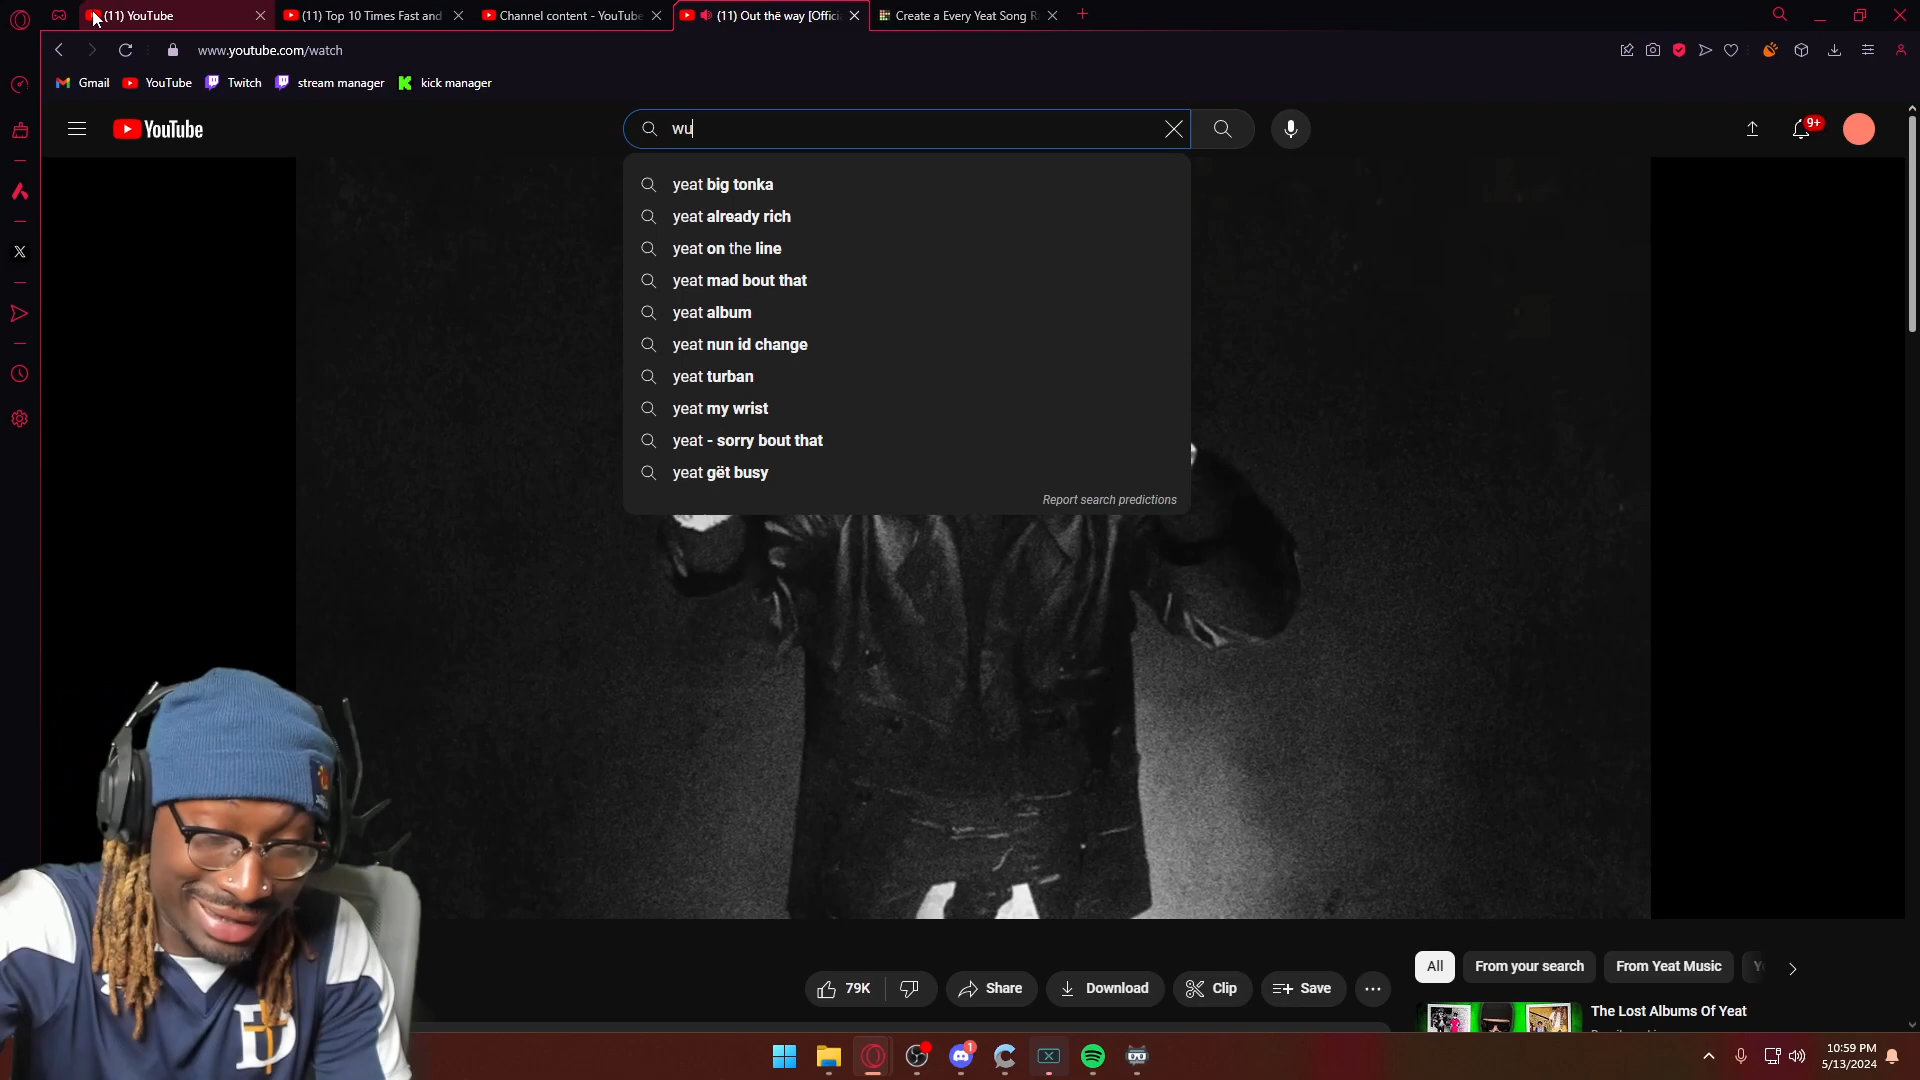 (11) YouTube
(11) Top 10 Times Fast and
Channel content - YouTube
(11) Out thë way [Offici
Create a Every Yeat Song R
www.youtube.com/watch
Gmail
YouTube
Twitch
stream manager
kick manager
YouTube
wu
9+
yeat big tonka
yeat already rich
yeat on the line
yeat mad bout that
yeat album
yeat nun id change
yeat turban
yeat my wrist
yeat - sorry bout that
yeat gët busy
Report search predictions
D
79K
Share
Download
Clip
Save
All
From your search
From Yeat Music
The Lost Albums Of Yeat
1
10:59 PM
5/13/2024